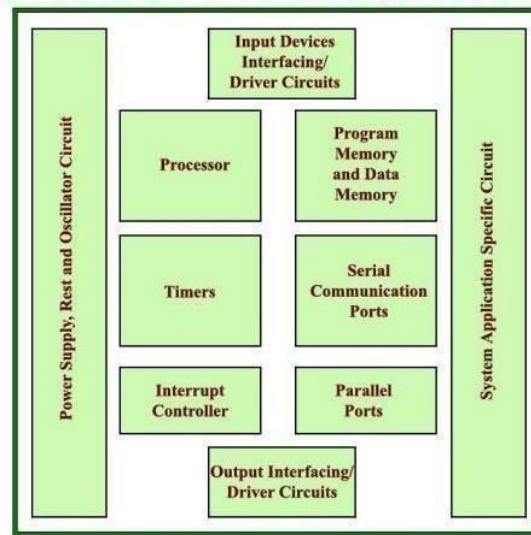 Power Supply, Rest and Oscillator Circuit
Input Devices
Interfacing/
Driver Circuits
Processor
Program
Memory
and Data
Memory
Timers
Serial
Communication
Ports
Interrupt
Controller
Parallel
Ports
Output Interfacing/
Driver Circuits
System Application Specific Circuit